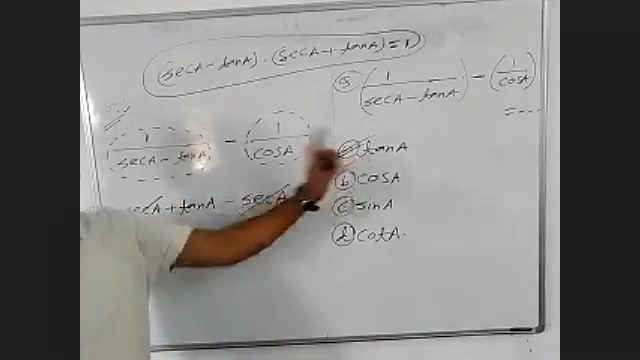 (secA - tanA) . (secA + tanA) = 1
1/(secA - tanA) - 1/cosA
secA + tanA - secA
⑤ (1/(secA - tanA)) - (1/cosA)
= ----
tanA
ⓑ cosA
ⓒ sinA
ⓓ cotA.